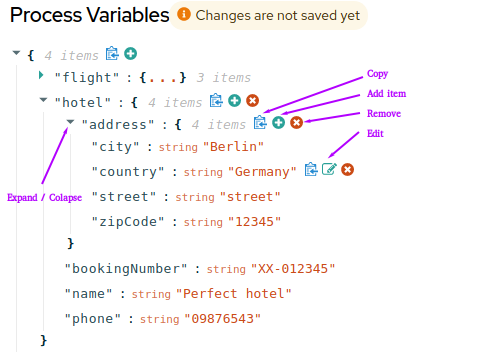 Process Variables Changes are not saved yet
{ 4 items
"flight" : {...} 3 items
"hotel" : { 4 items
"address" : { 4 items
"city" : string "Berlin"
"country" : string "Germany"
"street" : string "street"
"zipCode" : string "12345"
}
"bookingNumber" : string "XX-012345"
"name" : string "Perfect hotel"
"phone" : string "09876543"
}
Copy
Add item
Remove
Edit
Expand / Colapse